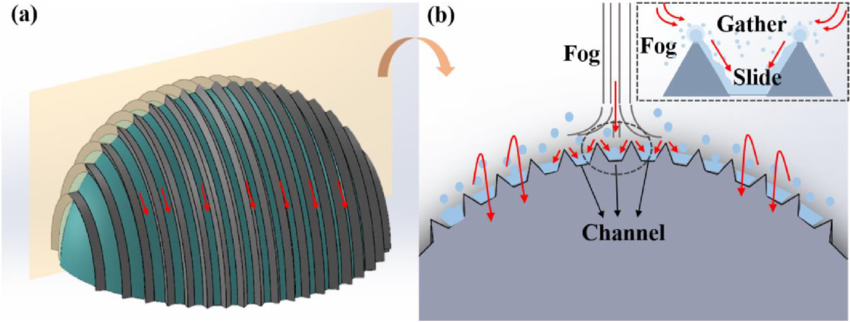 (a)
(b)
Fog
Gather
Fog
Slide
Channel